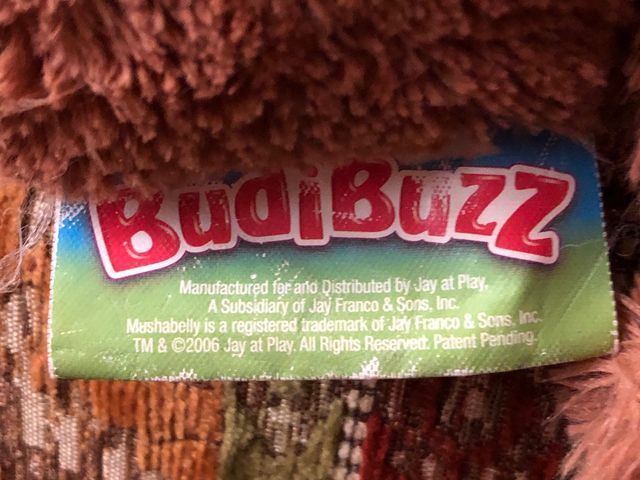 BudiBuzz
Manufactured for and Distributed by Jay at Play,
A Subsidiary of Jay Franco & Sons, Inc.
Mushabelly is a registered trademark of Jay Franco & Sons, Inc.
TM & ©2006 Jay at Play. All Rights Reserved. Patent Pending.